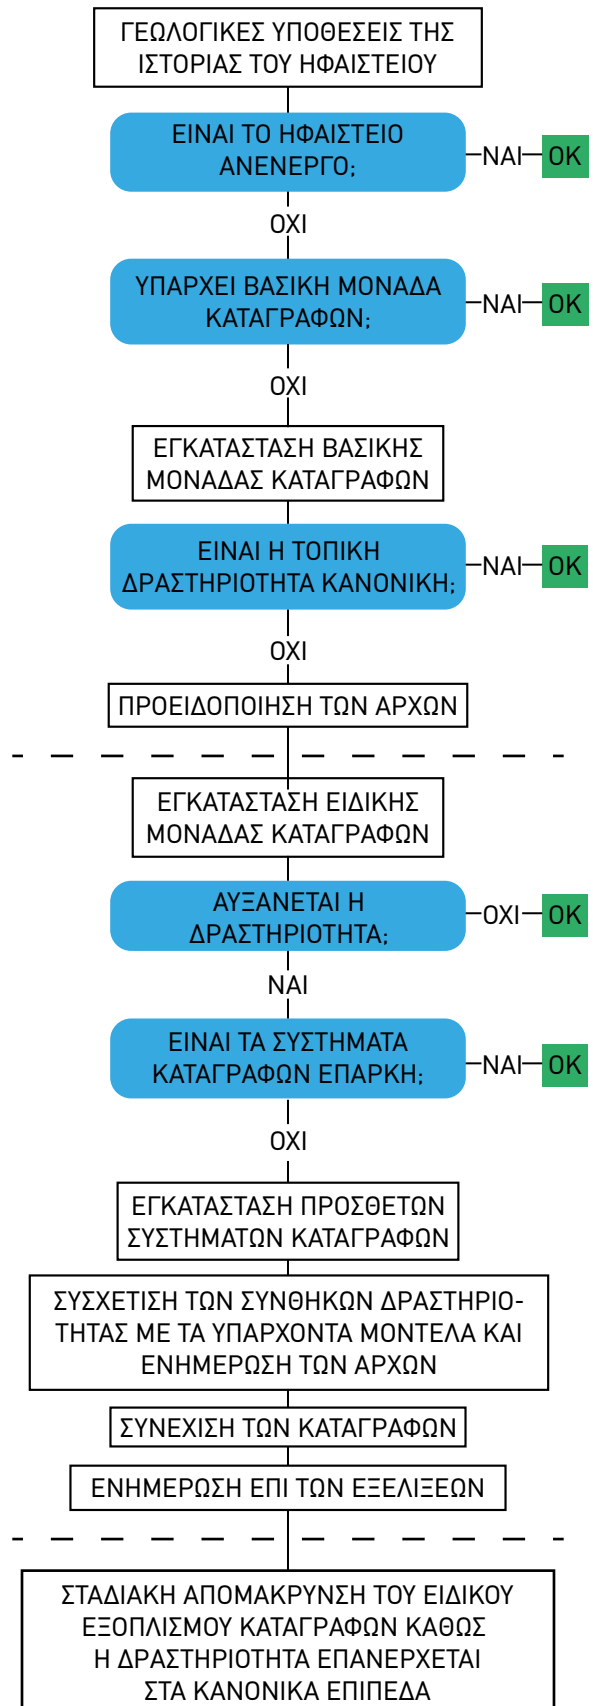 ΓΕΩΛΟΓΙΚΕΣ ΥΠΟΘΕΣΕΙΣ ΤΗΣ
ΙΣΤΟΡΙΑΣ ΤΟΥ ΗΦΑΙΣΤΕΙΟΥ
ΕΙΝΑΙ ΤΟ ΗΦΑΙΣΤΕΙΟ
ΑΝΕΝΕΡΓΟ;
ΝΑΙ
OK
ΟΧΙ
ΥΠΑΡΧΕΙ ΒΑΣΙΚΗ ΜΟΝΑΔΑ
ΚΑΤΑΓΡΑΦΩΝ;
ΝΑΙ
OK
ΟΧΙ
ΕΓΚΑΤΑΣΤΑΣΗ ΒΑΣΙΚΗΣ
ΜΟΝΑΔΑΣ ΚΑΤΑΓΡΑΦΩΝ
ΕΙΝΑΙ Η ΤΟΠΙΚΗ
ΔΡΑΣΤΗΡΙΟΤΗΤΑ ΚΑΝΟΝΙΚΗ;
ΝΑΙ
OK
ΟΧΙ
ΠΡΟΕΙΔΟΠΟΙΗΣΗ ΤΩΝ ΑΡΧΩΝ
ΕΓΚΑΤΑΣΤΑΣΗ ΕΙΔΙΚΗΣ
ΜΟΝΑΔΑΣ ΚΑΤΑΓΡΑΦΩΝ
ΑΥΞΑΝΕΤΑΙ Η
ΔΡΑΣΤΗΡΙΟΤΗΤΑ;
ΟΧΙ
OK
ΝΑΙ
ΕΙΝΑΙ ΤΑ ΣΥΣΤΗΜΑΤΑ
ΚΑΤΑΓΡΑΦΩΝ ΕΠΑΡΚΗ;
ΝΑΙ
OK
ΟΧΙ
ΕΓΚΑΤΑΣΤΑΣΗ ΠΡΟΣΘΕΤΩΝ
ΣΥΣΤΗΜΑΤΩΝ ΚΑΤΑΓΡΑΦΩΝ
ΣΥΣΧΕΤΙΣΗ ΤΩΝ ΣΥΝΘΗΚΩΝ ΔΡΑΣΤΗΡΙΟ-
ΤΗΤΑΣ ΜΕ ΤΑ ΥΠΑΡΧΟΝΤΑ ΜΟΝΤΕΛΑ ΚΑΙ
ΕΝΗΜΕΡΩΣΗ ΤΩΝ ΑΡΧΩΝ
ΣΥΝΕΧΙΣΗ ΤΩΝ ΚΑΤΑΓΡΑΦΩΝ
ΕΝΗΜΕΡΩΣΗ ΕΠΙ ΤΩΝ ΕΞΕΛΙΞΕΩΝ
ΣΤΑΔΙΑΚΗ ΑΠΟΜΑΚΡΥΝΣΗ ΤΟΥ ΕΙΔΙΚΟΥ
ΕΞΟΠΛΙΣΜΟΥ ΚΑΤΑΓΡΑΦΩΝ ΚΑΘΩΣ
Η ΔΡΑΣΤΗΡΙΟΤΗΤΑ ΕΠΑΝΕΡΧΕΤΑΙ
ΣΤΑ ΚΑΝΟΝΙΚΑ ΕΠΙΠΕΔΑ